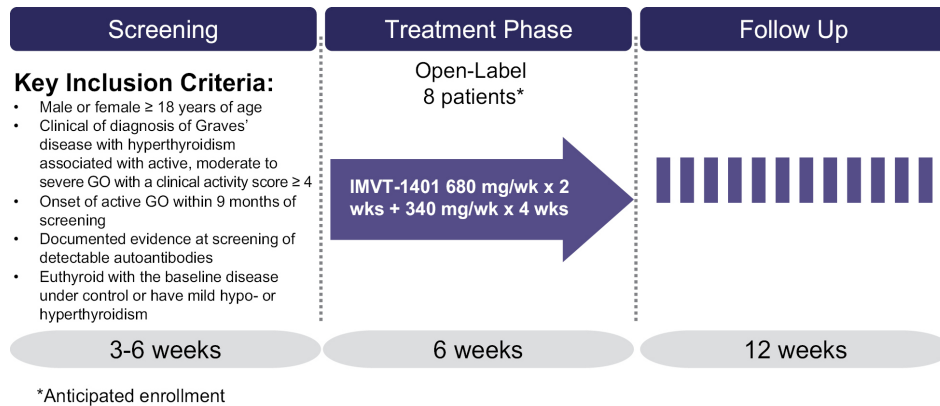 Screening
Treatment Phase
Follow Up
Key Inclusion Criteria:
• Male or female ≥ 18 years of age
• Clinical of diagnosis of Graves'
disease with hyperthyroidism
associated with active, moderate to
severe GO with a clinical activity score ≥ 4
• Onset of active GO within 9 months of
screening
• Documented evidence at screening of
detectable autoantibodies
• Euthyroid with the baseline disease
under control or have mild hypo- or
hyperthyroidism
Open-Label
8 patients*
IMVT-1401 680 mg/wk x 2
wks + 340 mg/wk x 4 wks
3-6 weeks
6 weeks
12 weeks
*Anticipated enrollment